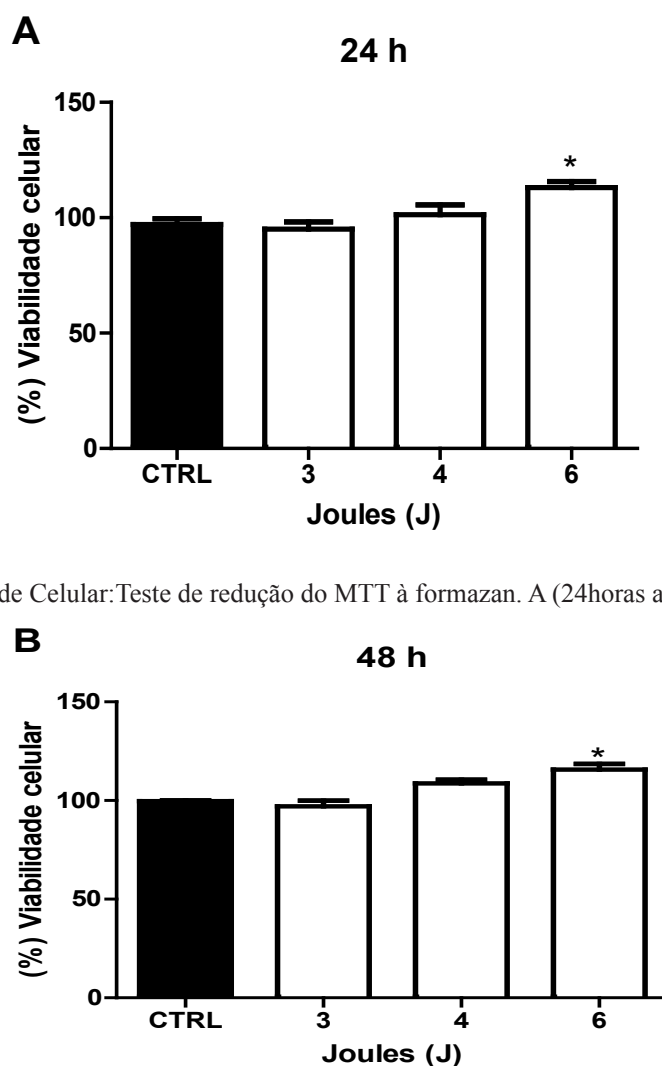 A
24 h
150
100
50
0
(%) Viabilidade celular
*
CTRL 3 4 6
Joules (J)
de Celular:Teste de redução do MTT à formazan. A (24horas a
B
48 h
150
100
50
0
(%) Viabilidade celular
*
CTRL 3 4 6
Joules (J)